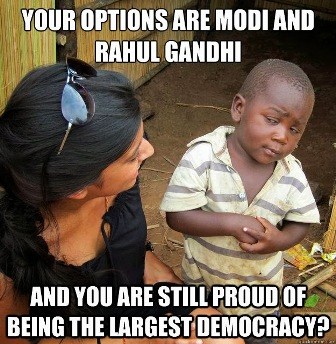 YOUR OPTIONS ARE MODI AND
RAHUL GANDHI
AND YOU ARE STILL PROUD OF
BEING THE LARGEST DEMOCRACY?